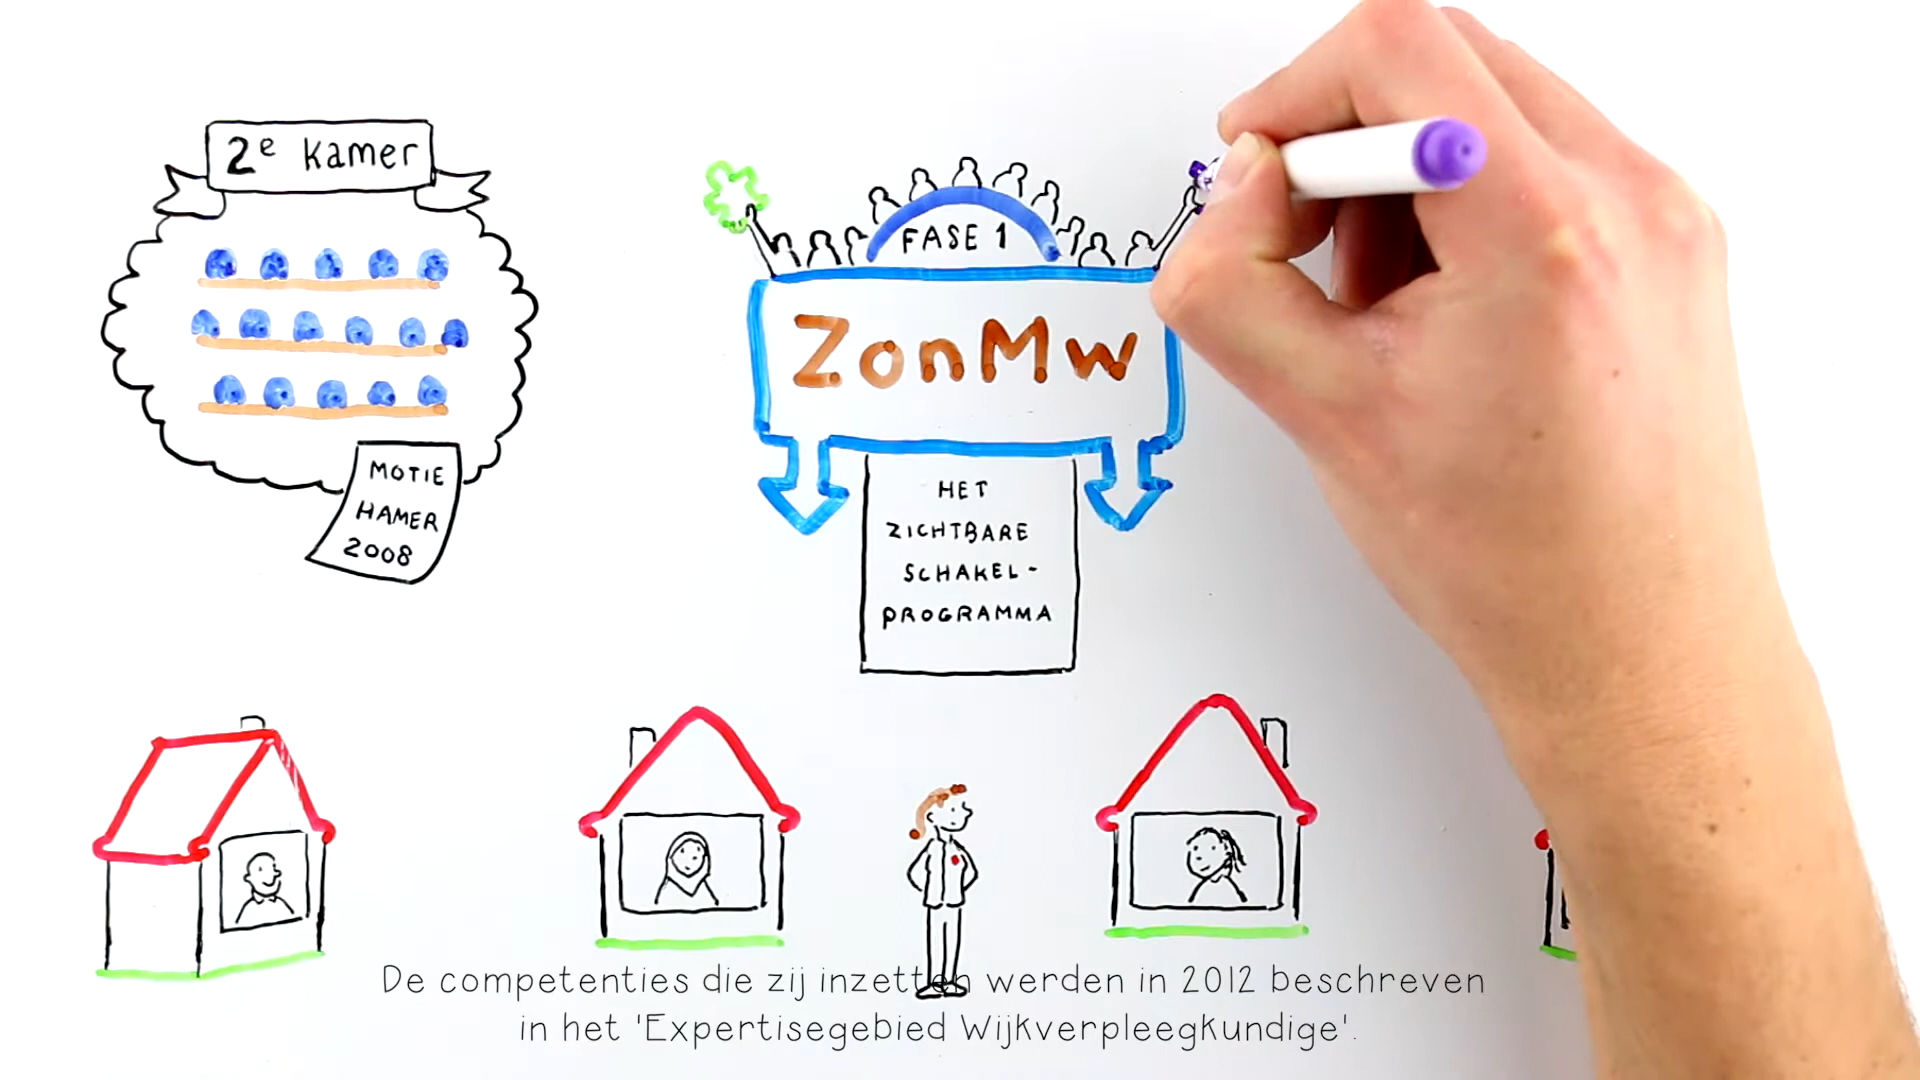 2e kamer
MOTIE
HAMER
2008
FASE 1
ZonMw
HET
ZICHTBARE
SCHAKEL-
PROGRAMMA
De competenties die zij inzetten werden in 2012 beschreven
in het 'Expertisegebied Wijkverpleegkundige'.